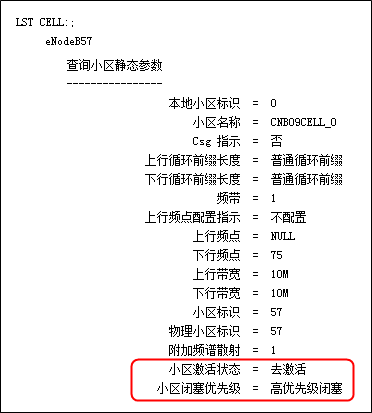 LST CELL:;
eNodeB57
查询小区静态参数
----------------
本地小区标识 = 0
小区名称 = CNBO9CELL_0
Csg 指示 = 否
上行循环前缀长度 = 普通循环前缀
下行循环前缀长度 = 普通循环前缀
频带 = 1
上行频点配置指示 = 不配置
上行频点 = NULL
下行频点 = 75
上行带宽 = 10M
下行带宽 = 10M
小区标识 = 57
物理小区标识 = 57
附加频谱散射 = 1
小区激活状态 = 去激活
小区闭塞优先级 = 高优先级闭塞